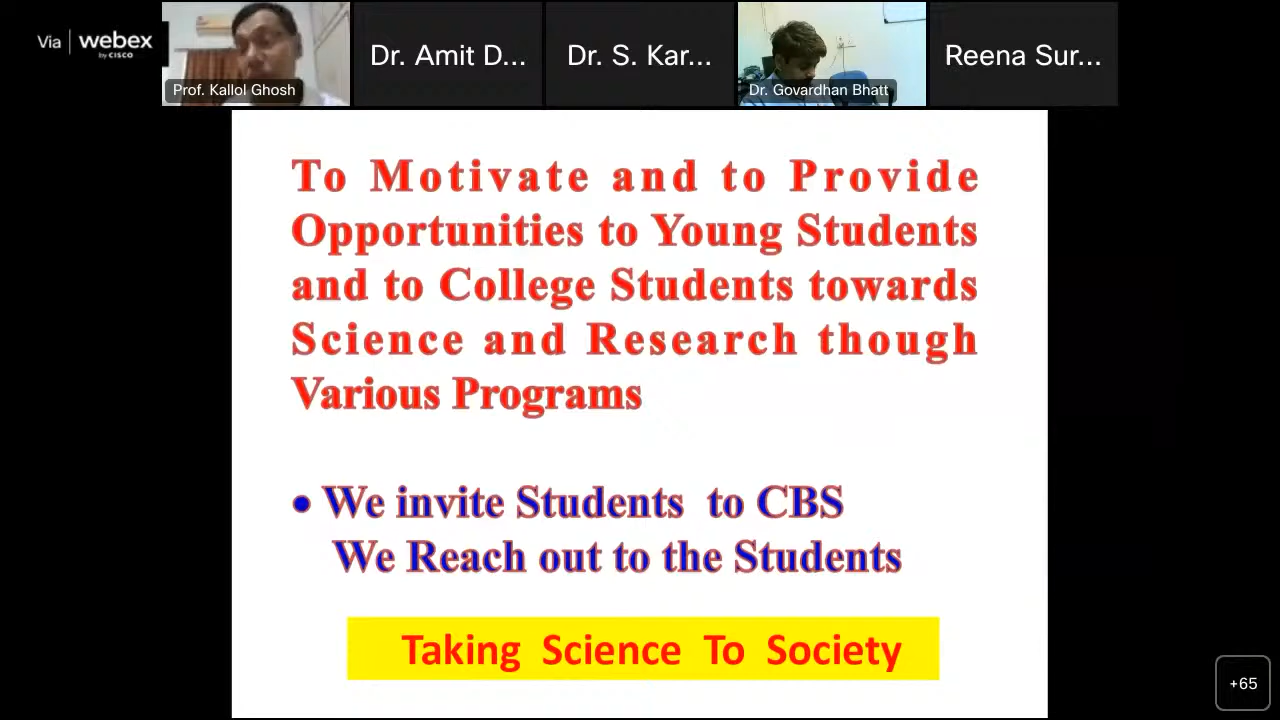 Via webex
by CISCO
Prof. Kallol Ghosh
Dr. Amit D...
Dr. S. Kar...
Dr. Govardhan Bhatt
Reena Sur...
To Motivate and to Provide
Opportunities to Young Students
and to College Students towards
Science and Research though
Various Programs
• We invite Students to CBS
We Reach out to the Students
Taking Science To Society
+65